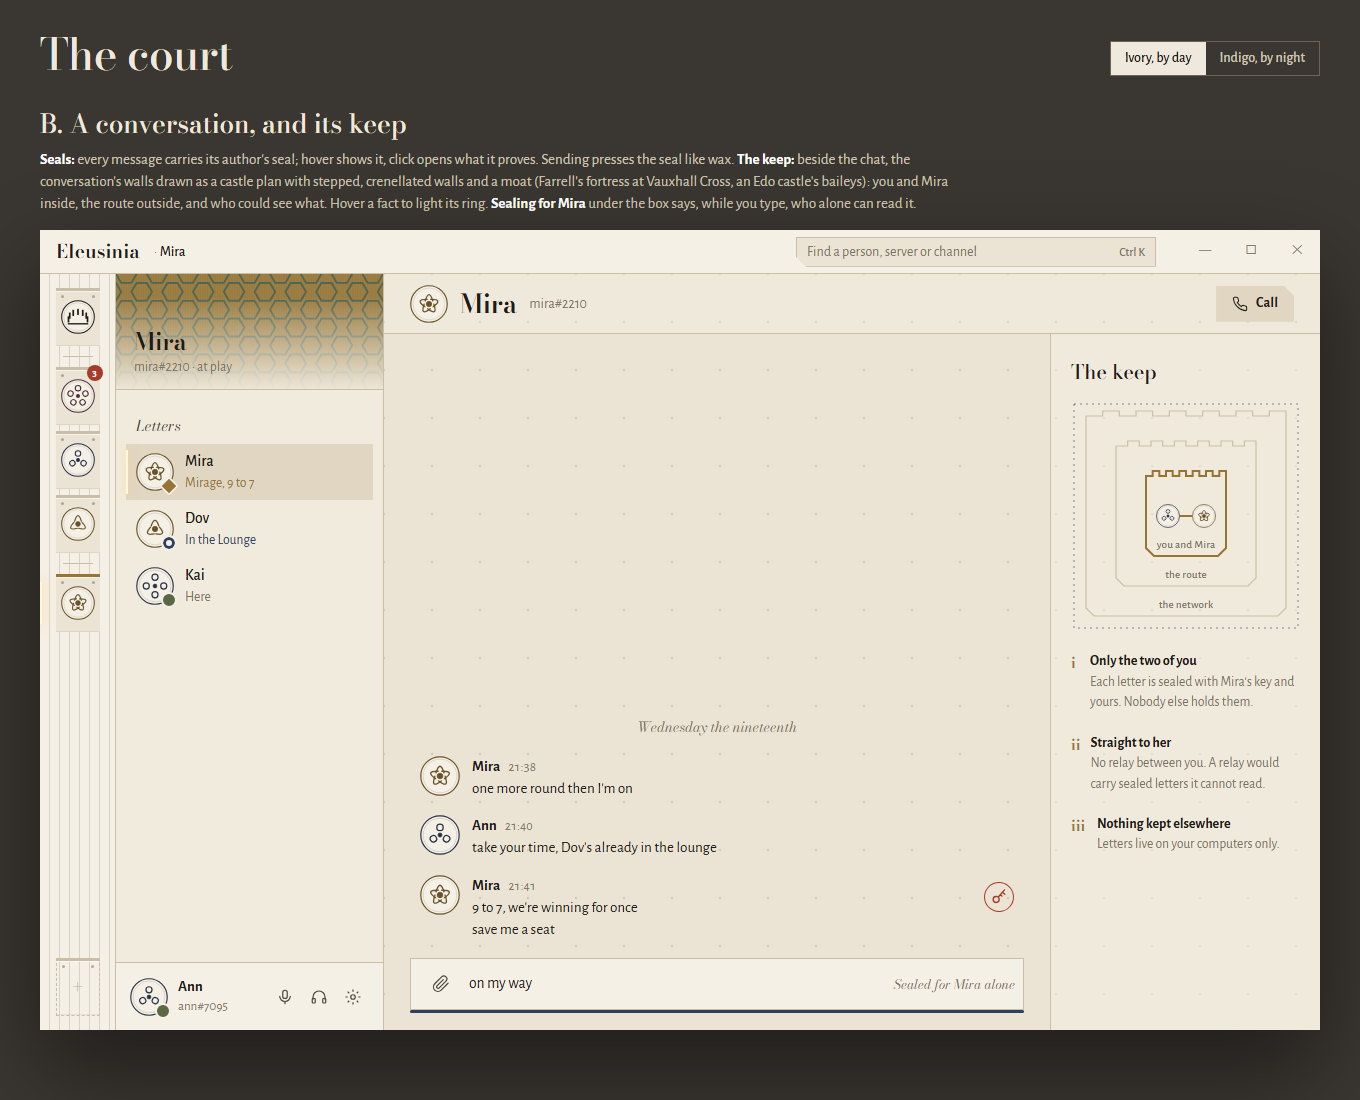 The court
Ivory, by day
Indigo, by night
B. A conversation, and its keep
Seals: every message carries its author's seal; hover shows it, click opens what it proves. Sending presses the seal like wax. The keep: beside the chat, the
conversation's walls drawn as a castle plan with stepped, crenellated walls and a moat (Farrell's fortress at Vauxhall Cross, an Edo castle's baileys): you and Mira
inside, the route outside, and who could see what. Hover a fact to light its ring. Sealing for Mira under the box says, while you type, who alone can read it.
Eleusinia · Mira
Find a person, server or channel Ctrl K
3
Mira
mira#2210 · at play
Letters
Mira
Mirage, 9 to 7
Dov
In the Lounge
Kai
Here
Ann
ann#7095
Mira mira#2210
Call
Wednesday the nineteenth
Mira 21:38
one more round then I'm on
Ann 21:40
take your time, Dov's already in the lounge
Mira 21:41
9 to 7, we're winning for once
save me a seat
on my way
Sealed for Mira alone
The keep
you and Mira
the route
the network
i Only the two of you
Each letter is sealed with Mira's key and
yours. Nobody else holds them.
ii Straight to her
No relay between you. A relay would
carry sealed letters it cannot read.
iii Nothing kept elsewhere
Letters live on your computers only.